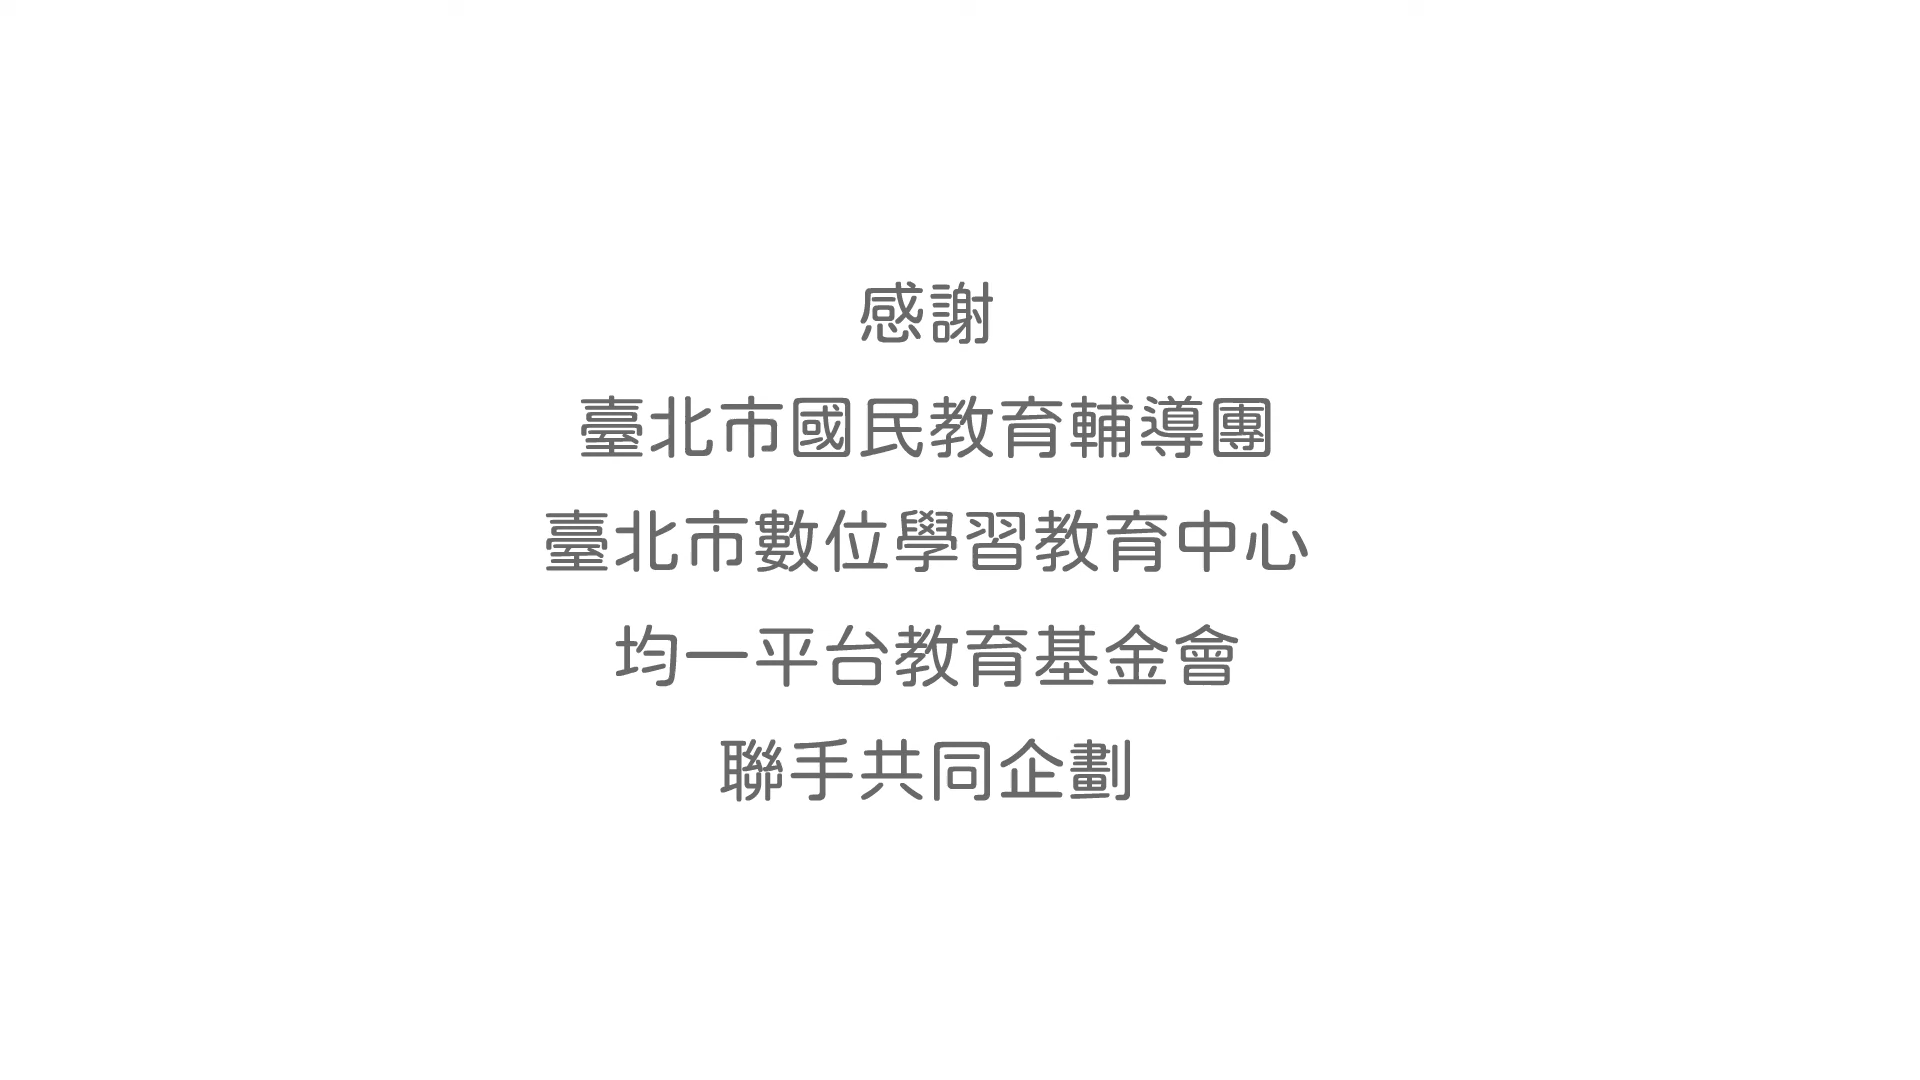 感謝
臺北市國民教育輔導團
臺北市數位學習教育中心
均一平台教育基金會
聯手共同企劃